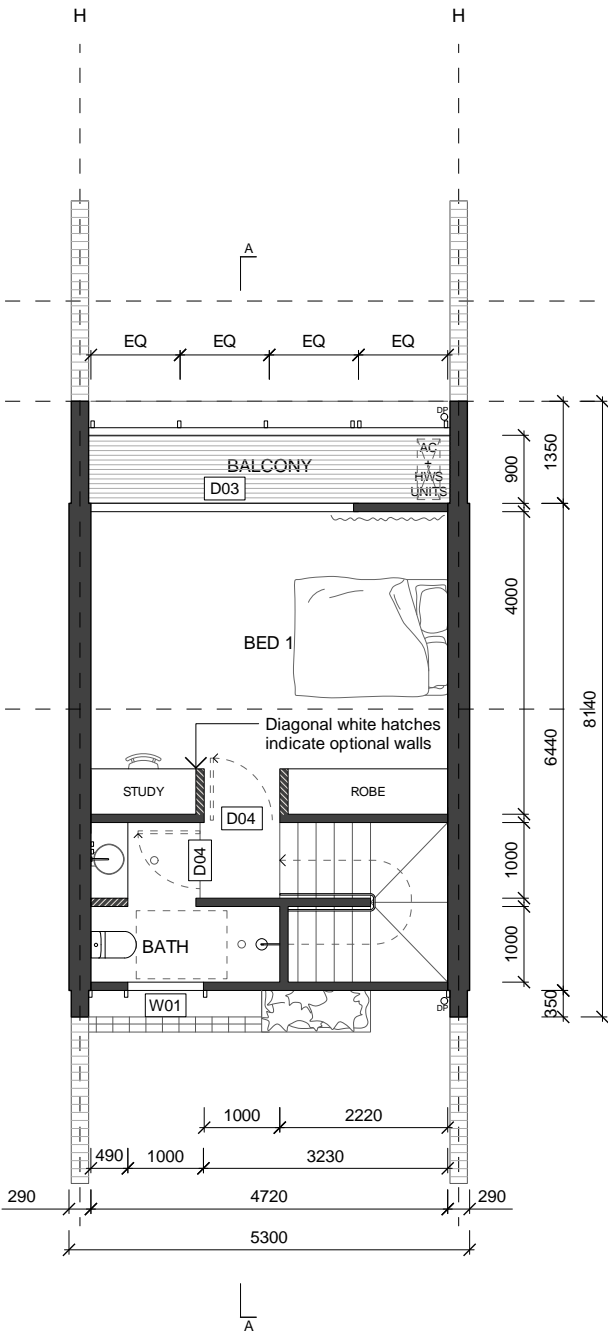 H
H
A
EQ
EQ
EQ
EQ
DP
BALCONY
AC
+
HWS
UNITS
D03
900
1350
4000
BED 1
8140
6440
Diagonal white hatches
indicate optional walls
STUDY
ROBE
D04
D04
1000
BATH
1000
W01
DP
350
1000
2220
490
1000
3230
290
4720
290
5300
A